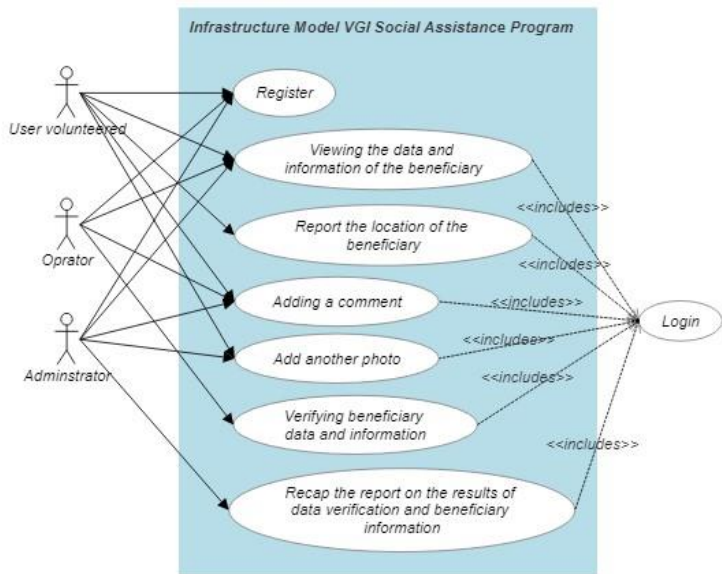 Infrastructure Model VGI Social Assistance Program
User volunteered
Register
Viewing the data and
information of the beneficiary
<<includes>>
Oprator
Report the location of the
beneficiary
<<includes>>
Adding a comment
<<includes>>
Login
Adminstrator
Add another photo
<<includes>>
<<includes>>
Verifying beneficiary
data and information
<<includes>>
Recap the report on the results of
data verification and beneficiary
information